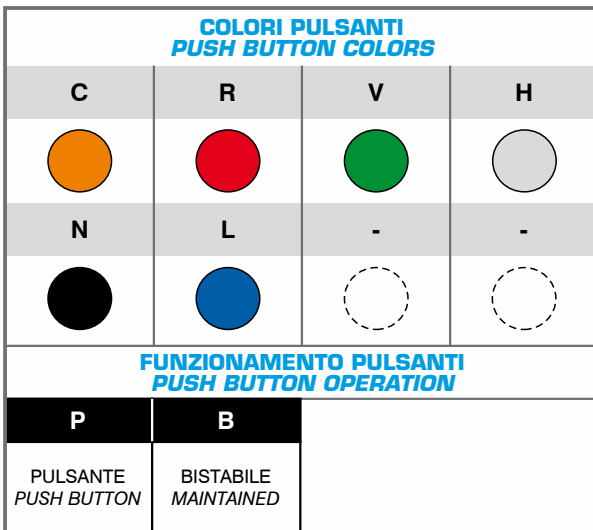 COLORI PULSANTI
PUSH BUTTON COLORS
C R V H
N L - -
FUNZIONAMENTO PULSANTI
PUSH BUTTON OPERATION
P B
PULSANTE BISTABILE
PUSH BUTTON MAINTAINED